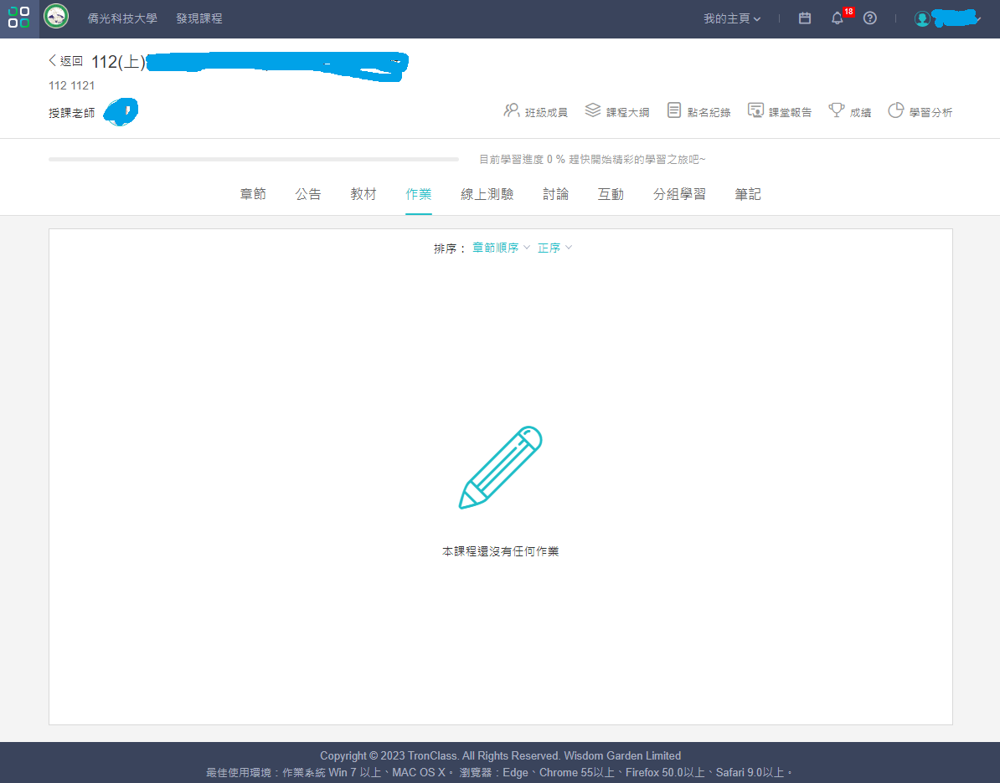 僑光科技大學 發現課程 我的主頁 18
返回 112(上)
112 1121
授課老師 班級成員 課程大綱 點名紀錄 課堂報告 成績 學習分析
目前學習進度 0 % 趕快開始精彩的學習之旅吧~
章節 公告 教材 作業 線上測驗 討論 互動 分組學習 筆記
排序： 章節順序 正序
本課程還沒有任何作業
Copyright © 2023 TronClass. All Rights Reserved. Wisdom Garden Limited
最佳使用環境：作業系統 Win 7 以上、MAC OS X。 瀏覽器：Edge、Chrome 55以上、Firefox 50.0以上、Safari 9.0以上。